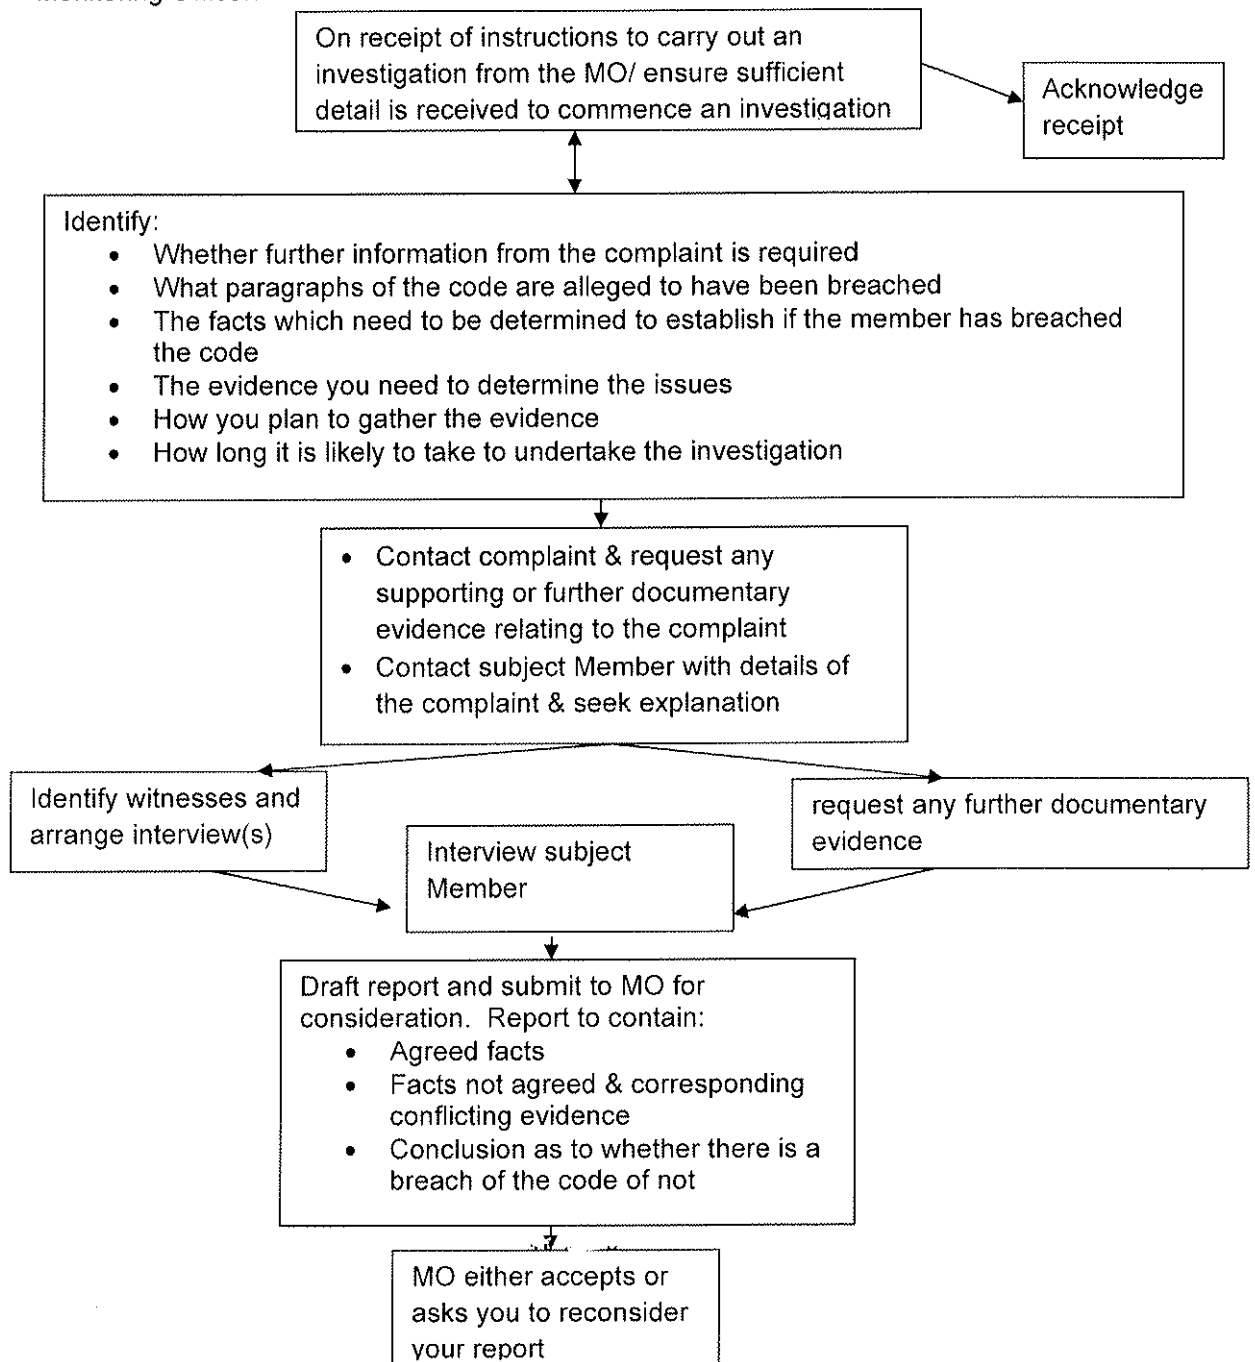 On receipt of instructions to carry out an
investigation from the MO/ ensure sufficient
detail is received to commence an investigation
Acknowledge
receipt
Identify:
• Whether further information from the complaint is required
• What paragraphs of the code are alleged to have been breached
• The facts which need to be determined to establish if the member has breached
the code
• The evidence you need to determine the issues
• How you plan to gather the evidence
• How long it is likely to take to undertake the investigation
• Contact complaint & request any
supporting or further documentary
evidence relating to the complaint
• Contact subject Member with details of
the complaint & seek explanation
Identify witnesses and
arrange interview(s)
request any further documentary
evidence
Interview subject
Member
Draft report and submit to MO for
consideration. Report to contain:
• Agreed facts
• Facts not agreed & corresponding
conflicting evidence
• Conclusion as to whether there is a
breach of the code of not
MO either accepts or
asks you to reconsider
your report